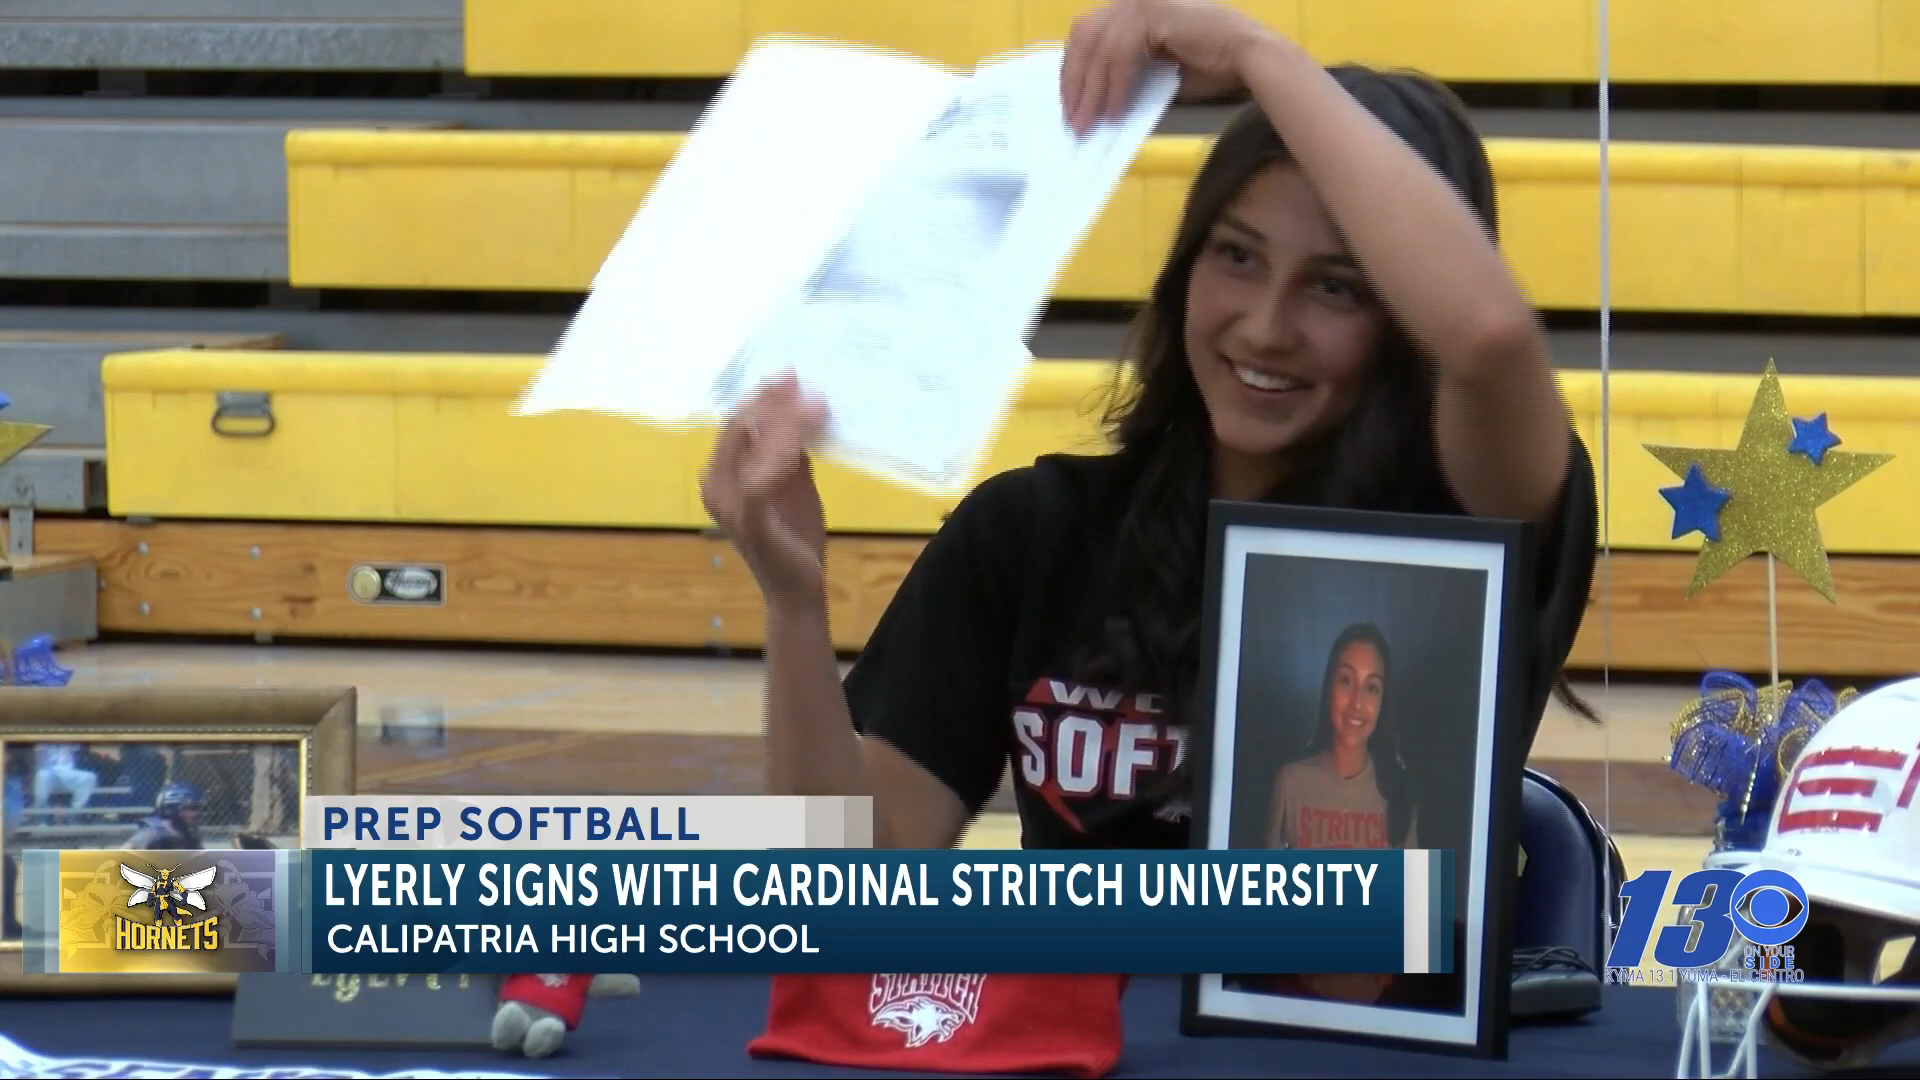 WC
SOFT
STRITCH
PREP SOFTBALL
LYERLY SIGNS WITH CARDINAL STRITCH UNIVERSITY
CALIPATRIA HIGH SCHOOL
HORNETS
13
ON YOUR
SIDE
KYMA 13.1 YUMA - EL CENTRO
STRITCH